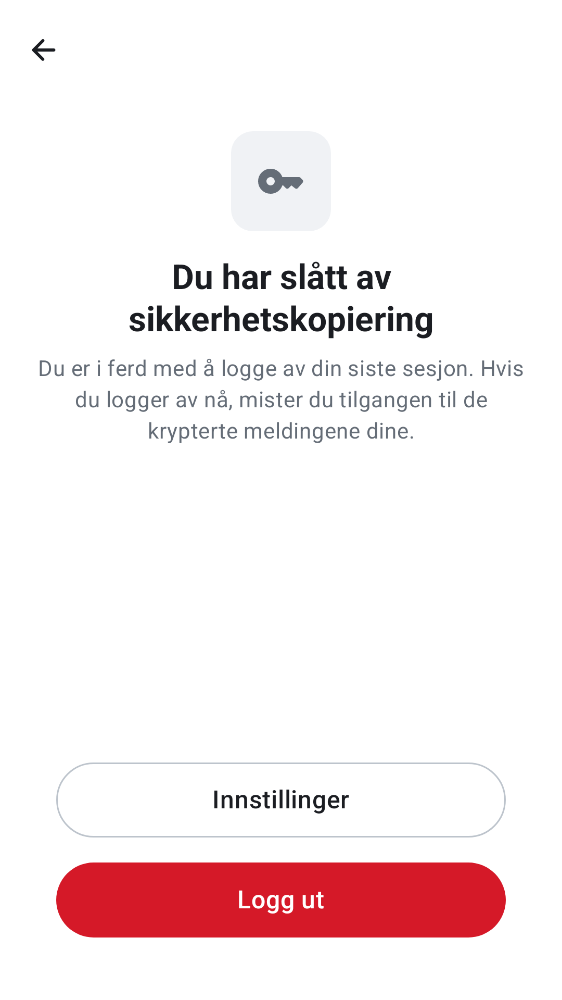 Du har slått av
sikkerhetskopiering
Du er i ferd med å logge av din siste sesjon. Hvis
du logger av nå, mister du tilgangen til de
krypterte meldingene dine.
Innstillinger
Logg ut